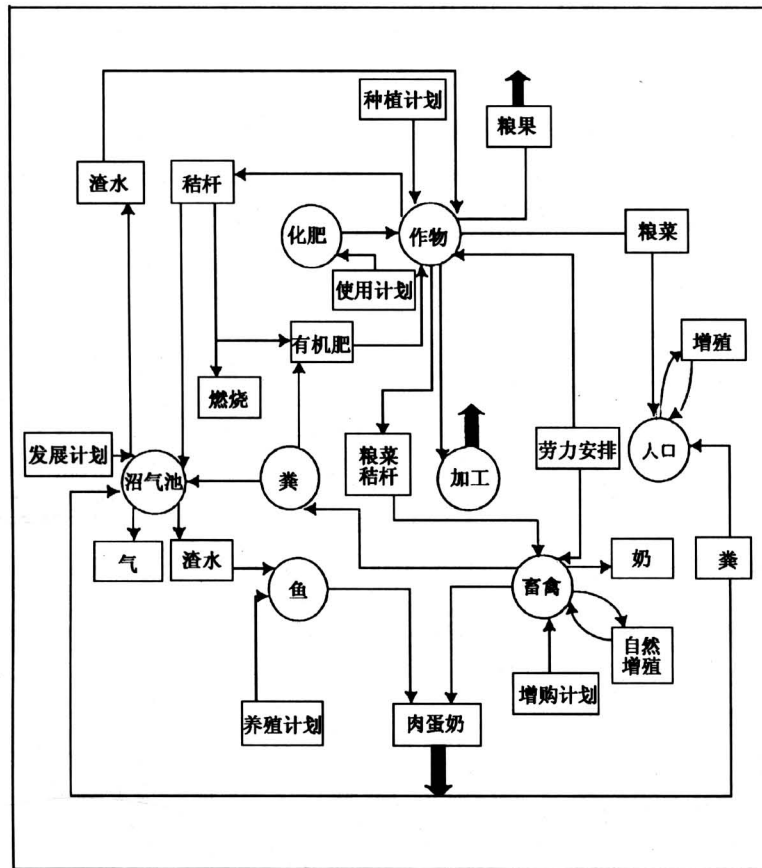 种植计划
粮果
渣水
秸杆
化肥
作物
粮菜
使用计划
有机肥
增殖
燃烧
发展计划
沼气池
粪
粮菜
秸杆
加工
劳力安排
人口
气
渣水
鱼
畜禽
奶
粪
自然
增殖
养殖计划
肉蛋奶
增购计划